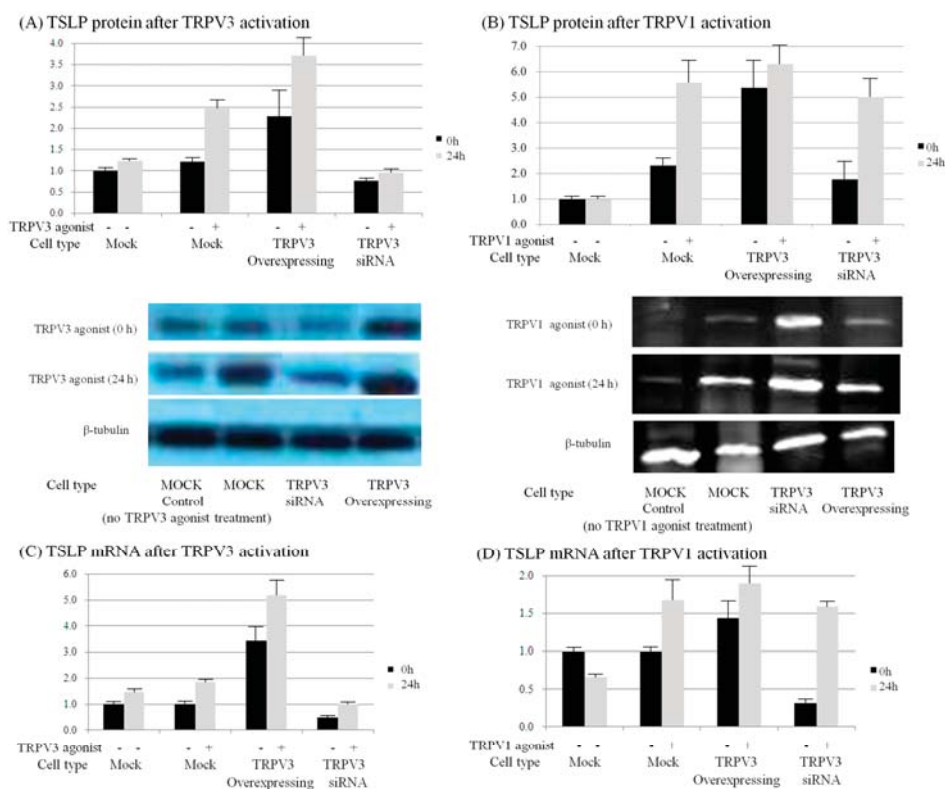 (A) TSLP protein after TRPV3 activation
4.0
3.5
3.0
2.5
2.0
1.5
1.0
0.5
0.0
0h
24h
TRPV3 agonist - - - + - + - +
Cell type Mock Mock TRPV3 TRPV3
Overexpressing siRNA
TRPV3 agonist (0 h)
TRPV3 agonist (24 h)
β-tubulin
Cell type MOCK MOCK TRPV3 TRPV3
Control siRNA Overexpressing
(no TRPV3 agonist treatment)
(B) TSLP protein after TRPV1 activation
7.0
6.0
5.0
4.0
3.0
2.0
1.0
0.0
0h
24h
TRPV1 agonist - - - + - + - +
Cell type Mock Mock TRPV3 TRPV3
Overexpressing siRNA
TRPV1 agonist (0 h)
TRPV1 agonist (24 h)
β-tubulin
Cell type MOCK MOCK TRPV3 TRPV3
Control siRNA Overexpressing
(no TRPV1 agonist treatment)
(C) TSLP mRNA after TRPV3 activation
6.0
5.0
4.0
3.0
2.0
1.0
0.0
0h
24h
TRPV3 agonist - - - + - + - +
Cell type Mock Mock TRPV3 TRPV3
Overexpressing siRNA
(D) TSLP mRNA after TRPV1 activation
2.0
1.5
1.0
0.5
0.0
0h
24h
TRPV1 agonist - - - + - + - +
Cell type Mock Mock TRPV3 TRPV3
Overexpressing siRNA